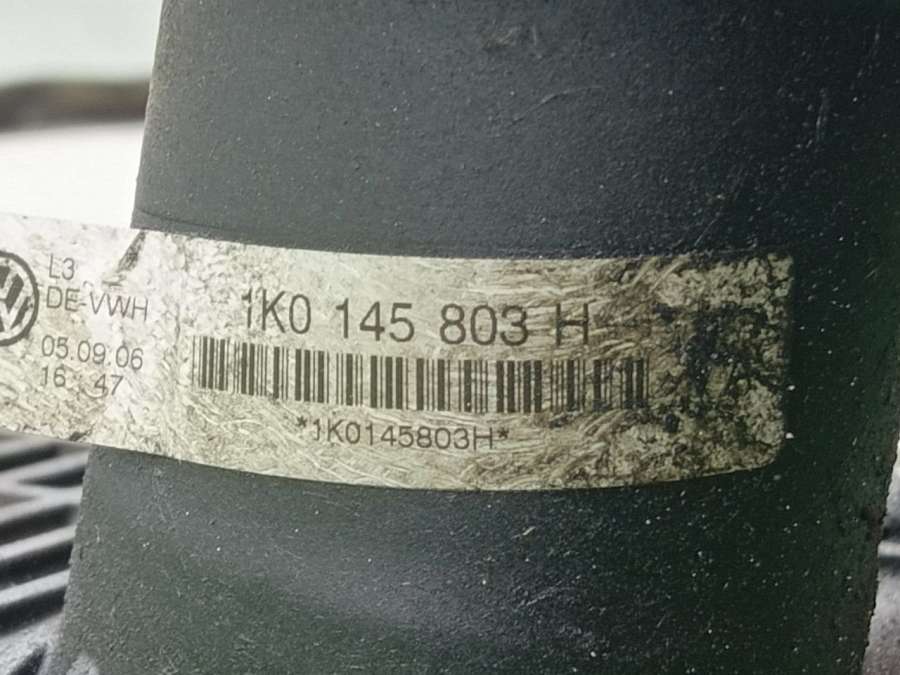 L3
DE-VWH
05.09.06
16 47
1K0 145 803 H
*1K0145803H*